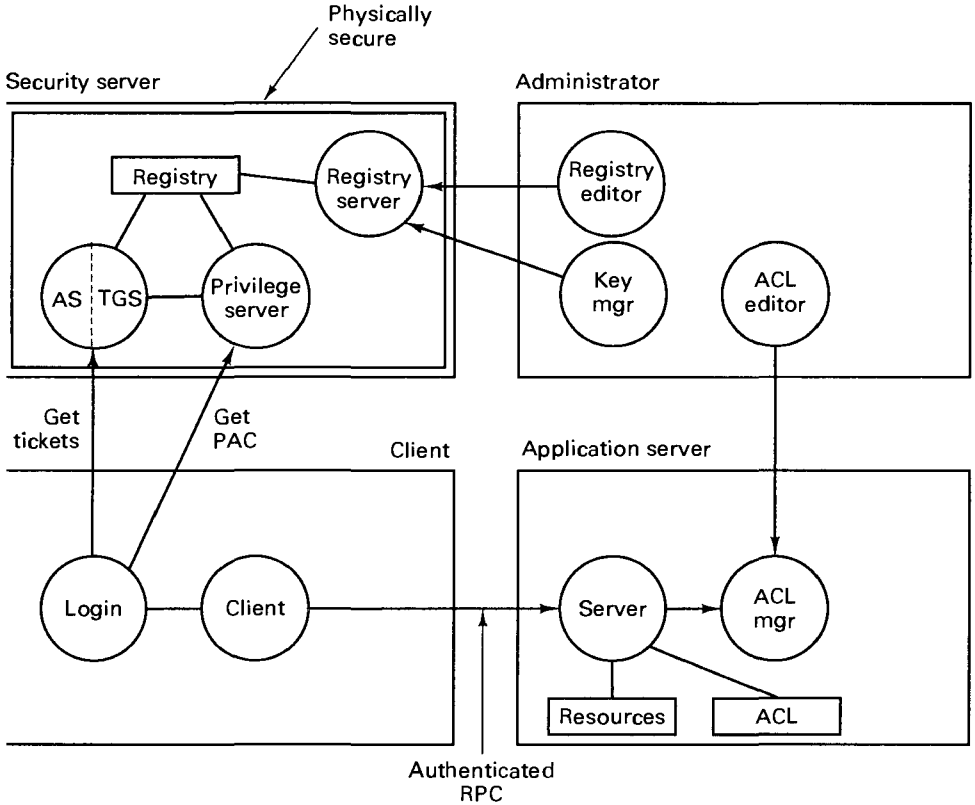 Physically
secure
Security server
Administrator
Registry
Registry
server
Registry
editor
AS
TGS
Privilege
server
Key
mgr
ACL
editor
Get
tickets
Get
PAC
Client
Application server
Login
Client
Server
ACL
mgr
Resources
ACL
Authenticated
RPC